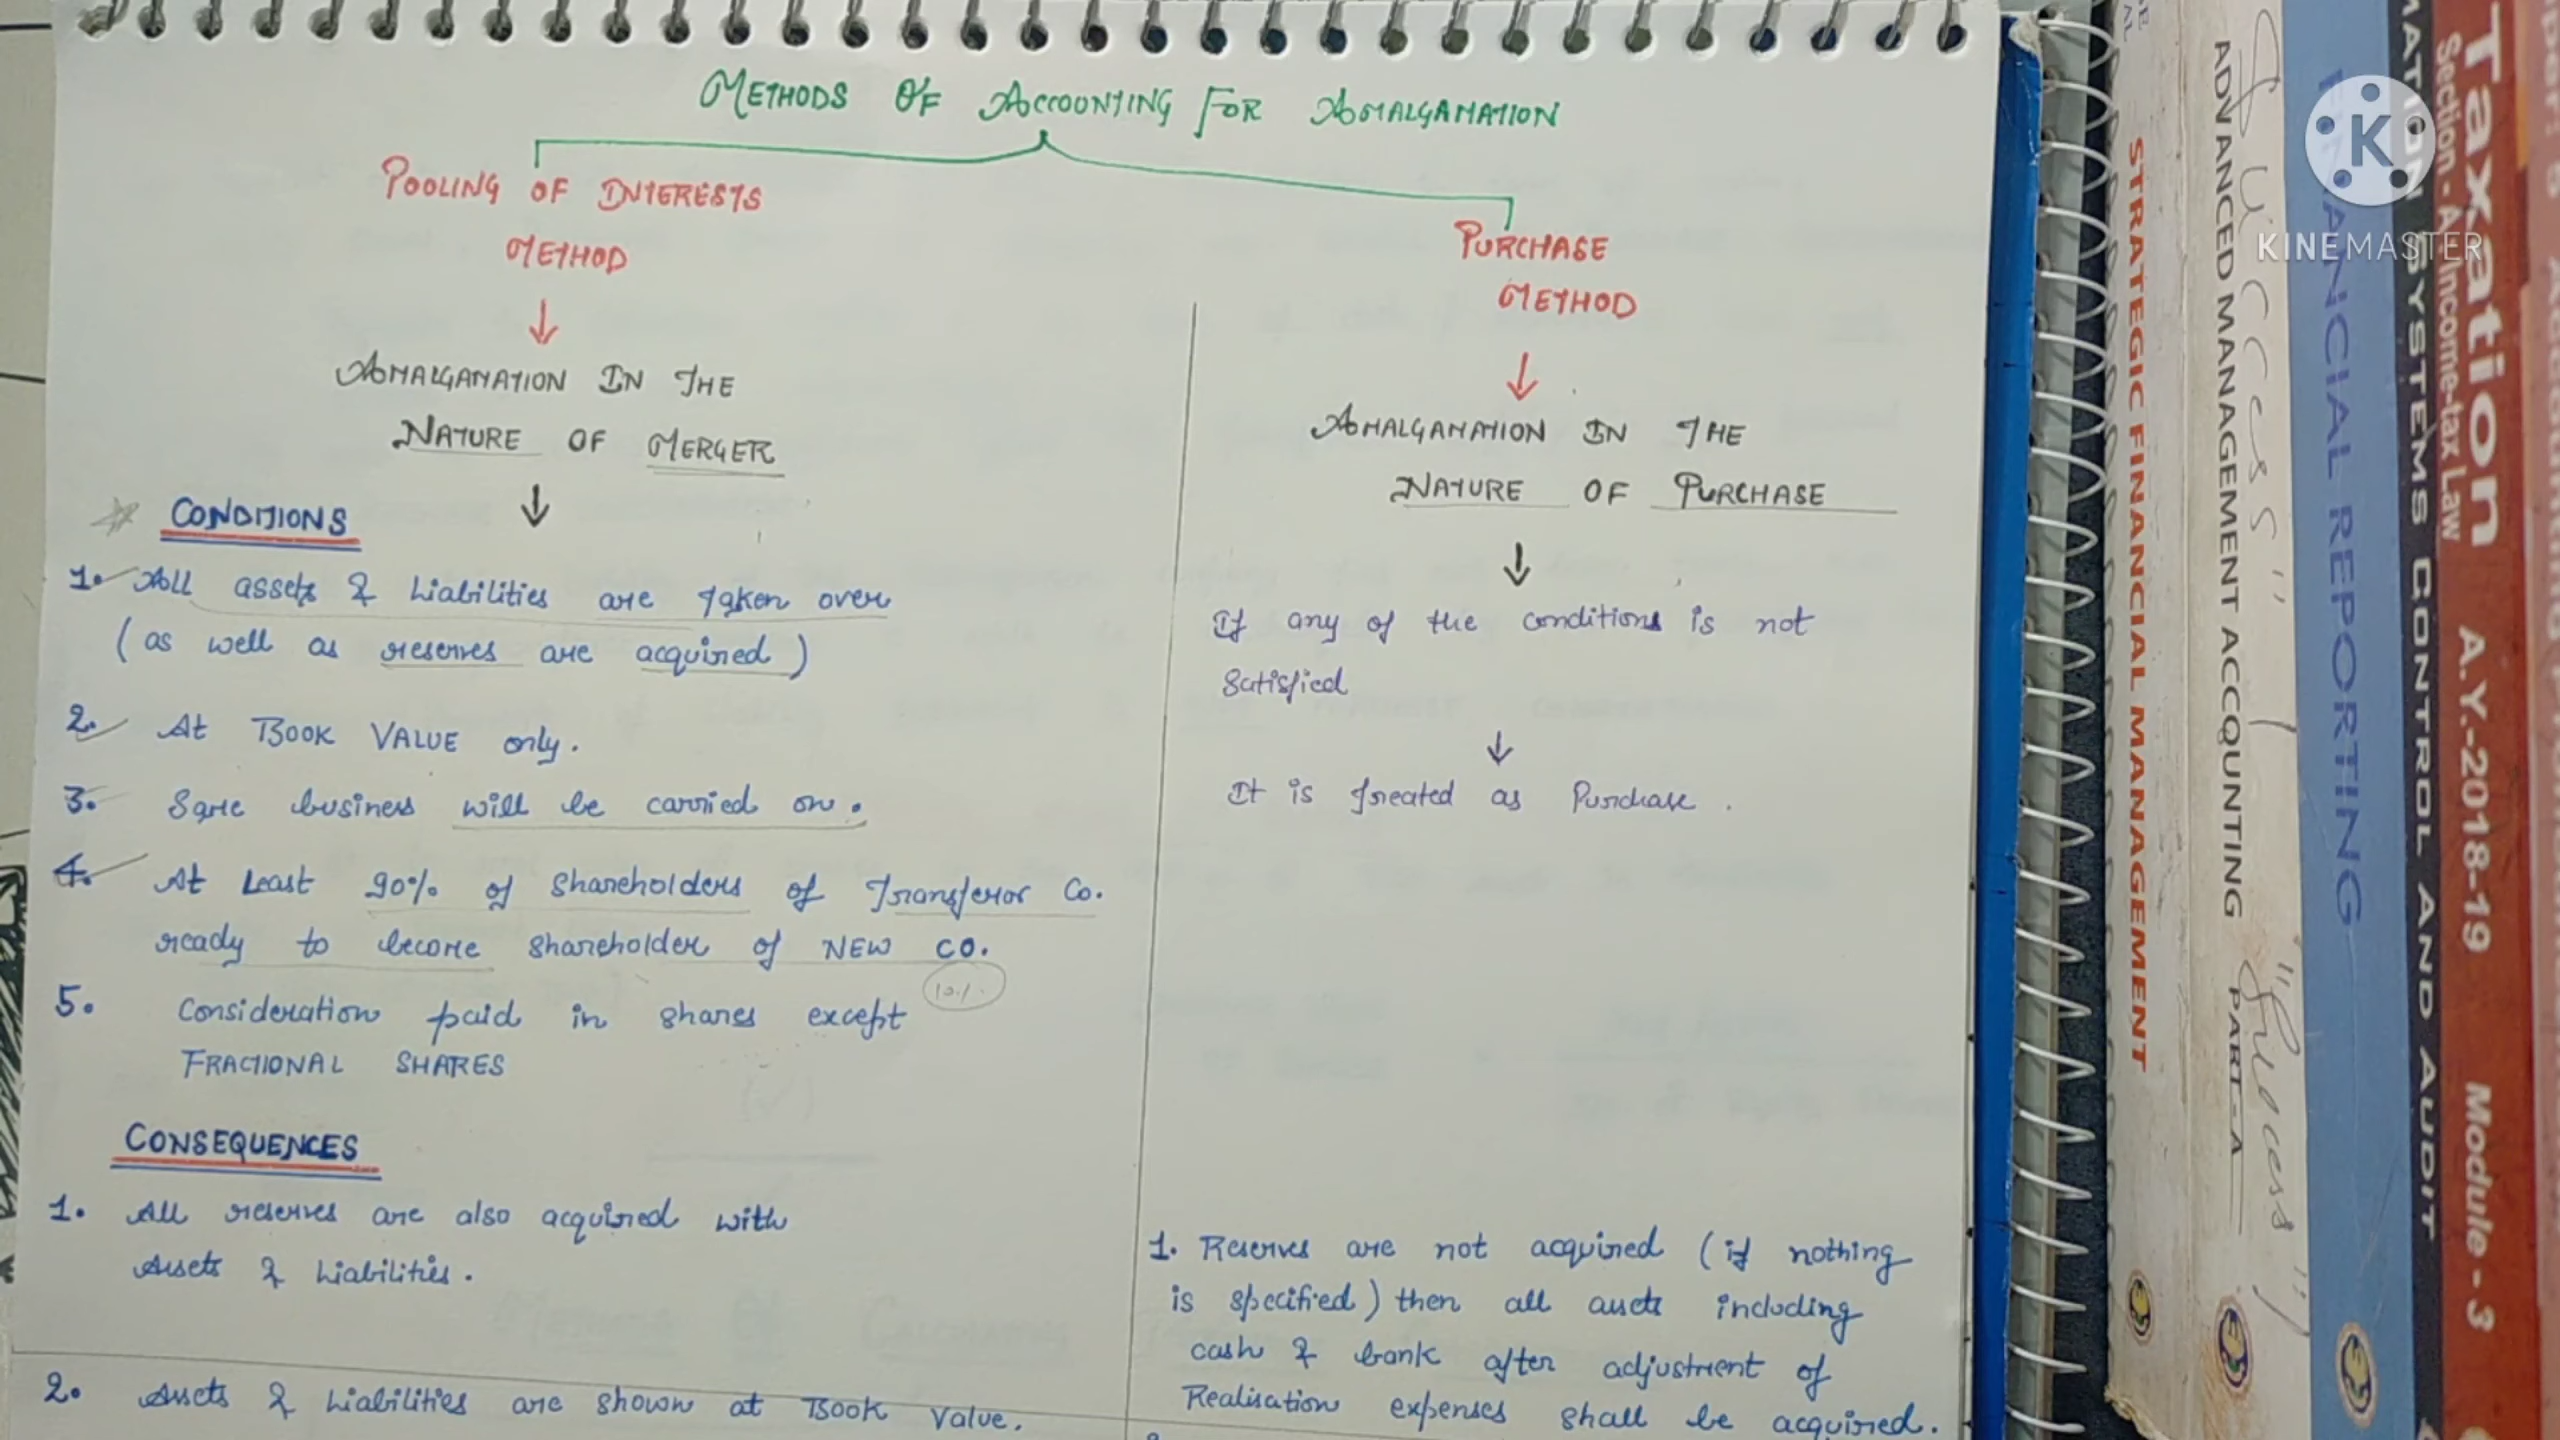 METHODS OF ACCOUNTING FOR AMALGAMATION
POOLING OF INTERESTS
METHOD
AMALGAMATION IN THE
NATURE OF MERGER
CONDITIONS
1. All assets & Liabilities are taken over
(as well as reserves are acquired)
2. At BOOK VALUE only.
3. Same business will be carried on.
4. At Least 90% of shareholders of Transferor Co.
ready to become shareholder of NEW CO.
10%
5. Consideration paid in shares except
FRACTIONAL SHARES
CONSEQUENCES
1. All reserves are also acquired with
Assets & Liabilities.
2. Assets & Liabilities are shown at BOOK Value.
PURCHASE
METHOD
AMALGAMATION IN THE
NATURE OF PURCHASE
If any of the conditions is not
Satisfied
It is treated as Purchase.
1. Reserves are not acquired (if nothing
is specified) then all assets including
cash & bank after adjustment of
Realisation expenses shall be acquired.
STRATEGIC FINANCIAL MANAGEMENT
ADVANCED MANAGEMENT ACCOUNTING PART-A
"Success"
"Success"
FINANCIAL REPORTING
SYSTEMS CONTROL AND AUDIT
Taxation A.Y.-2018-19 Module - 3
Section - A : Income-tax Law
K
KINEMASTER